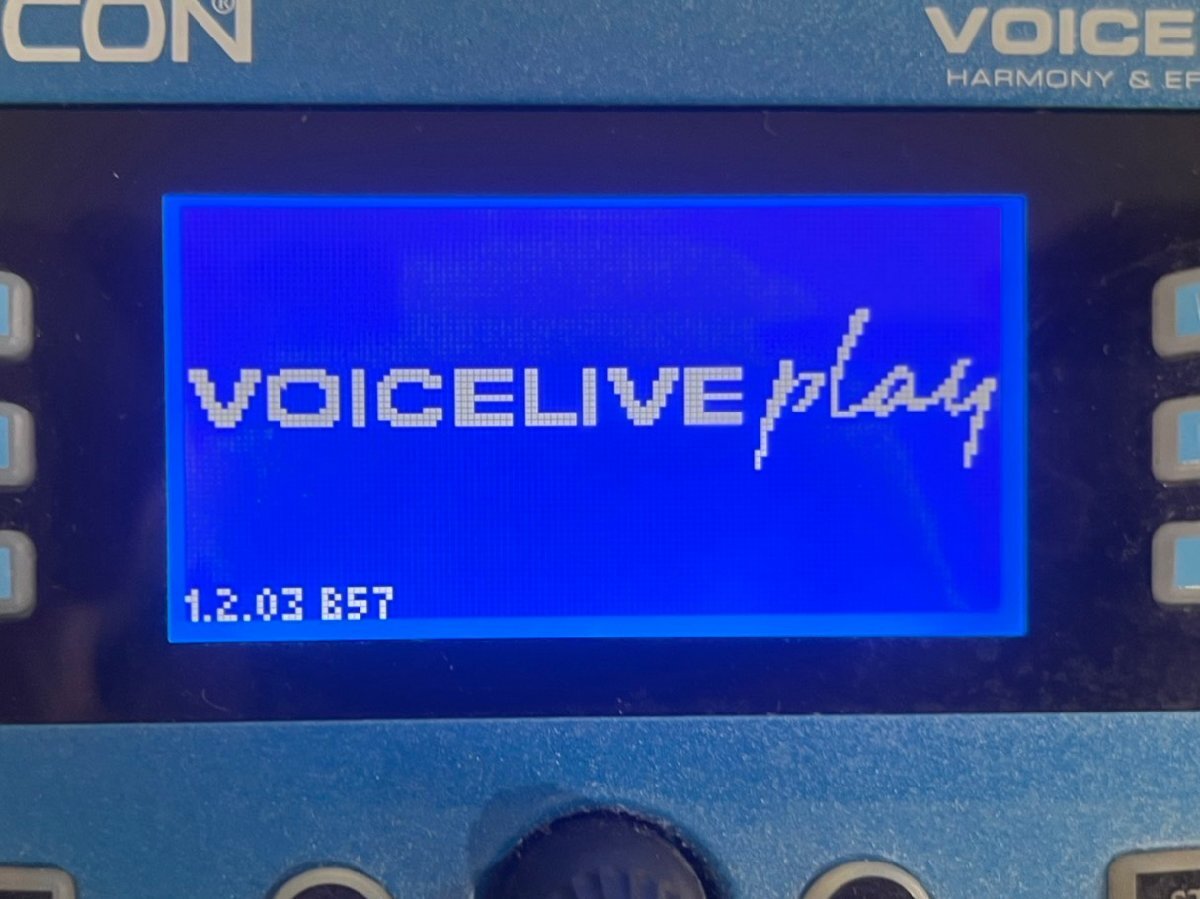 CON®
VOICE
HARMONY & EF
VOICELIVE play
1.2.03 B57